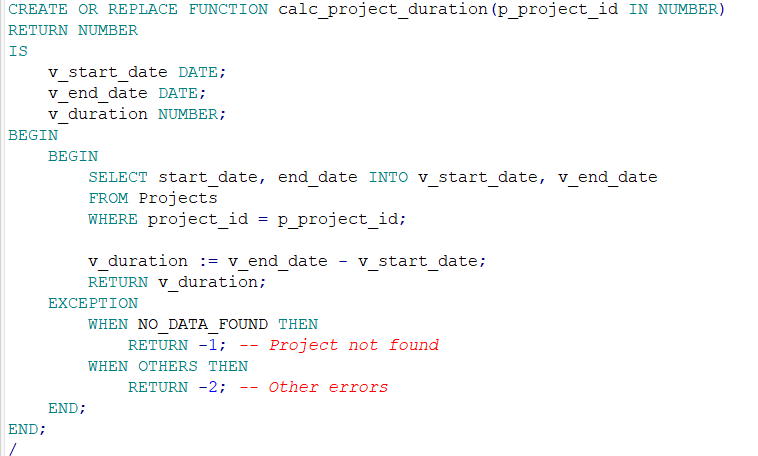 CREATE OR REPLACE FUNCTION calc_project_duration(p_project_id IN NUMBER)
RETURN NUMBER
IS
    v_start_date DATE;
    v_end_date DATE;
    v_duration NUMBER;
BEGIN
    BEGIN
        SELECT start_date, end_date INTO v_start_date, v_end_date
        FROM Projects
        WHERE project_id = p_project_id;

        v_duration := v_end_date - v_start_date;
        RETURN v_duration;
    EXCEPTION
        WHEN NO_DATA_FOUND THEN
            RETURN -1; -- Project not found
        WHEN OTHERS THEN
            RETURN -2; -- Other errors
    END;
END;
/